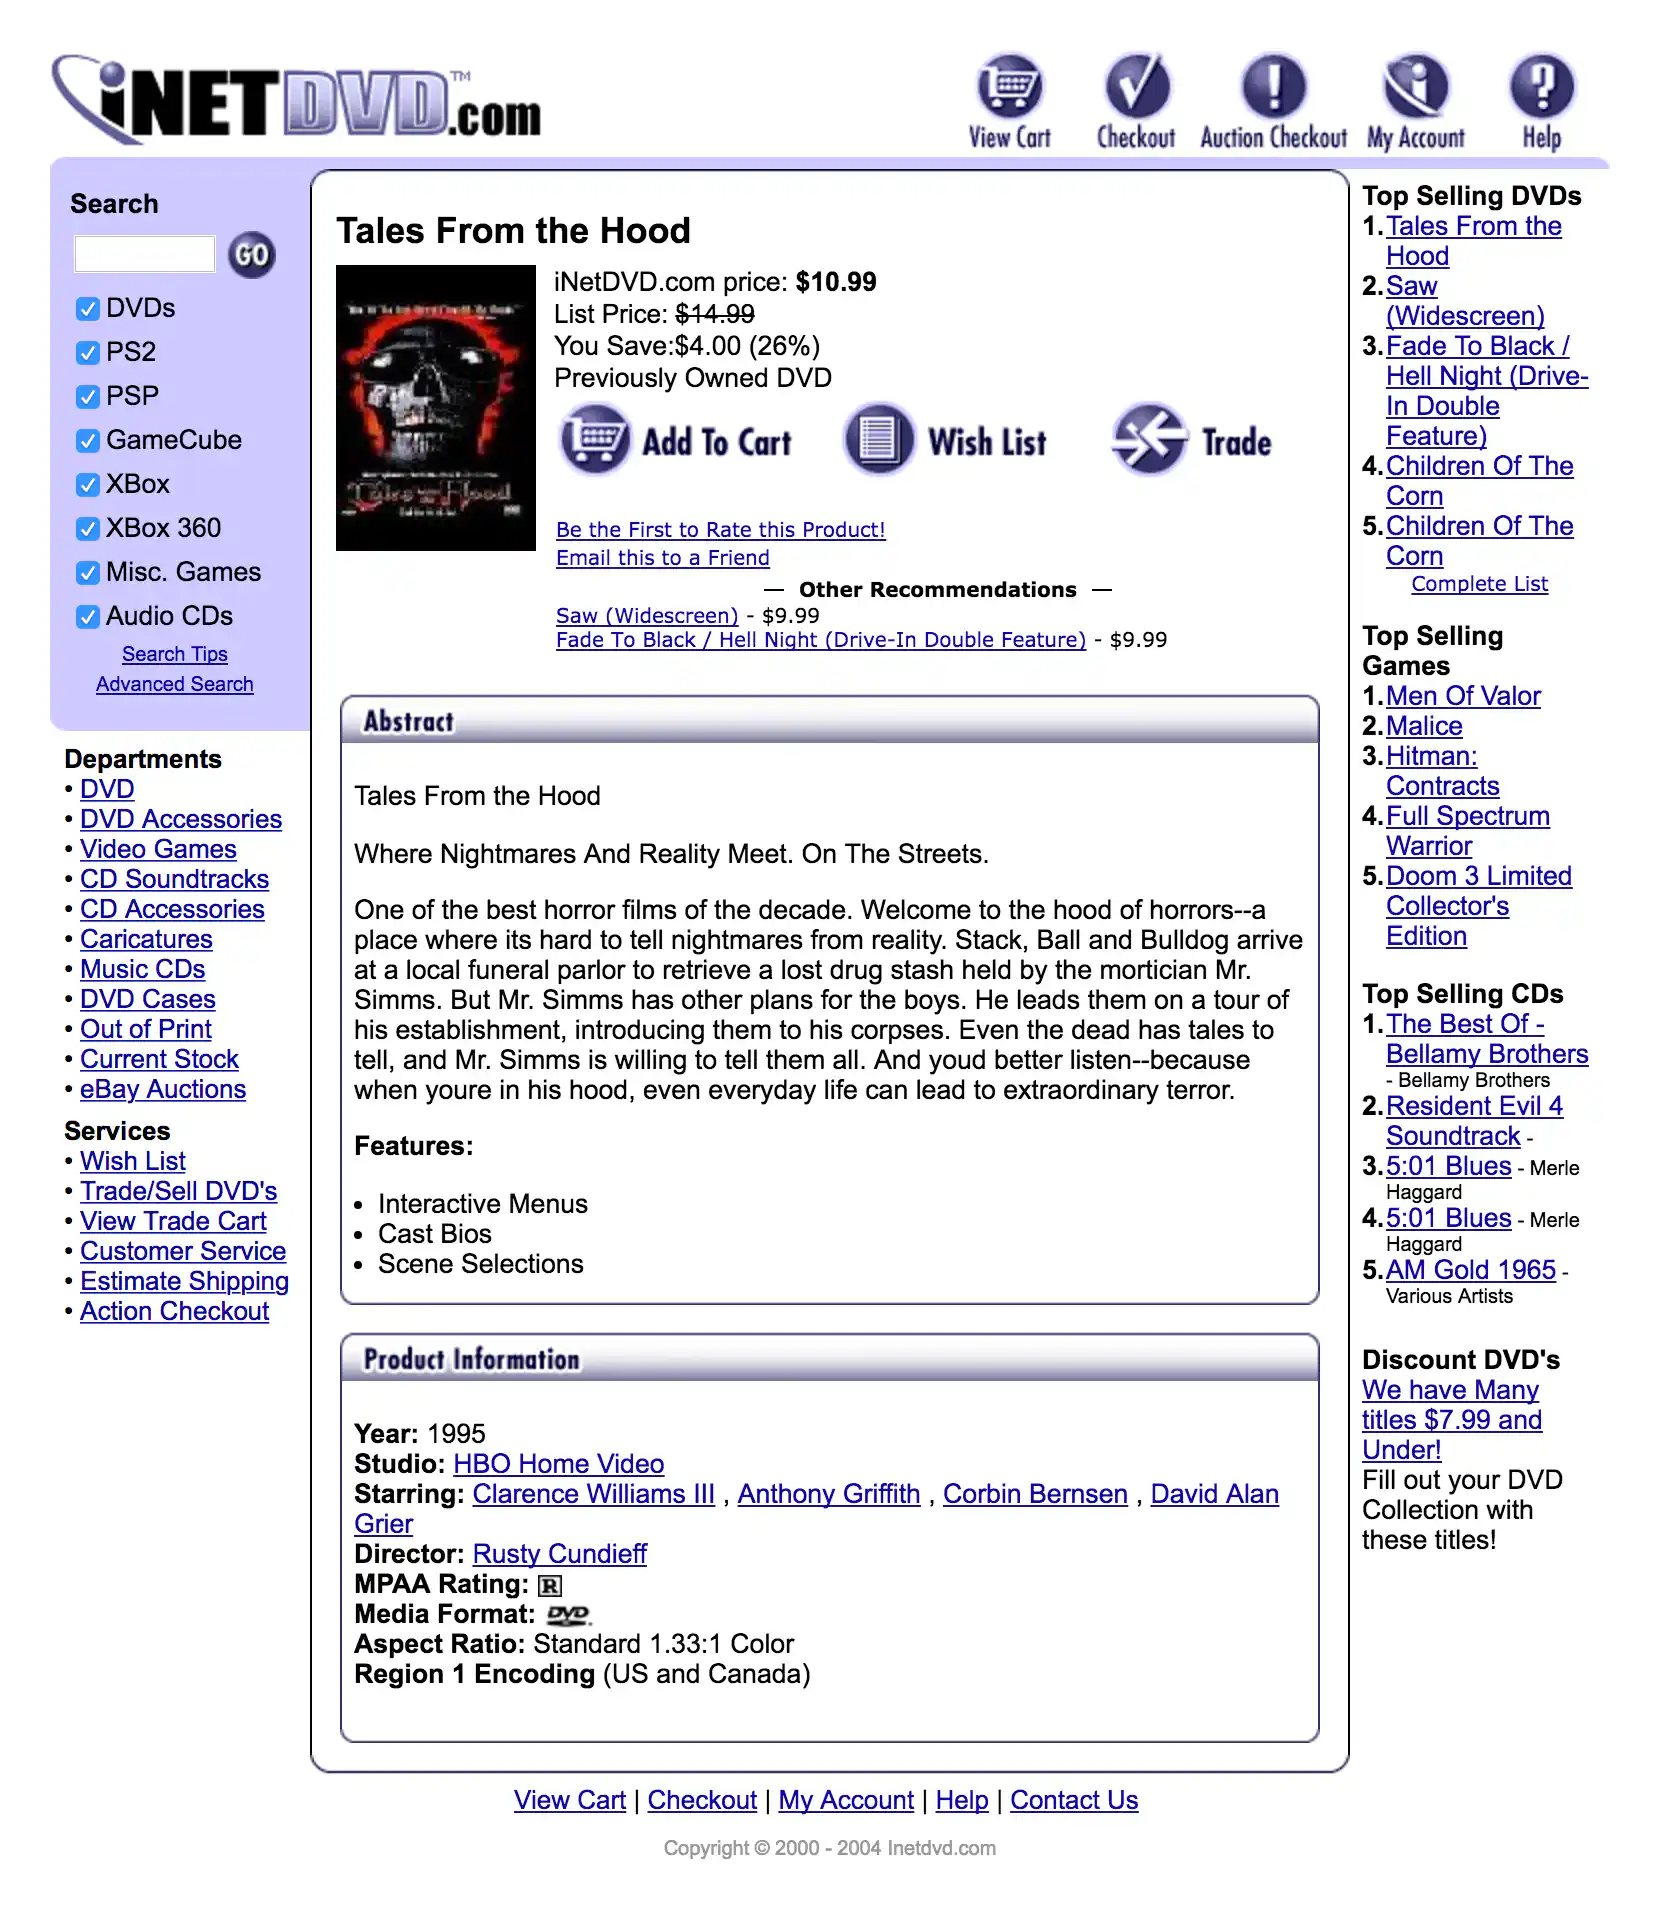 iNETDVD.com™
View Cart
Checkout
Auction Checkout
My Account
Help
Search
GO
DVDs
PS2
PSP
GameCube
XBox
XBox 360
Misc. Games
Audio CDs
Search Tips
Advanced Search
Departments
• DVD
• DVD Accessories
• Video Games
• CD Soundtracks
• CD Accessories
• Caricatures
• Music CDs
• DVD Cases
• Out of Print
• Current Stock
• eBay Auctions
Services
• Wish List
• Trade/Sell DVD's
• View Trade Cart
• Customer Service
• Estimate Shipping
• Action Checkout
Tales From the Hood
Tales Hood
iNetDVD.com price: $10.99
List Price: $14.99
You Save:$4.00 (26%)
Previously Owned DVD
Add To Cart
Wish List
Trade
Be the First to Rate this Product!
Email this to a Friend
— Other Recommendations —
Saw (Widescreen) - $9.99
Fade To Black / Hell Night (Drive-In Double Feature) - $9.99
Abstract
Tales From the Hood
Where Nightmares And Reality Meet. On The Streets.
One of the best horror films of the decade. Welcome to the hood of horrors--a
place where its hard to tell nightmares from reality. Stack, Ball and Bulldog arrive
at a local funeral parlor to retrieve a lost drug stash held by the mortician Mr.
Simms. But Mr. Simms has other plans for the boys. He leads them on a tour of
his establishment, introducing them to his corpses. Even the dead has tales to
tell, and Mr. Simms is willing to tell them all. And youd better listen--because
when youre in his hood, even everyday life can lead to extraordinary terror.
Features:
• Interactive Menus
• Cast Bios
• Scene Selections
Product Information
Year: 1995
Studio: HBO Home Video
Starring: Clarence Williams III , Anthony Griffith , Corbin Bernsen , David Alan
Grier
Director: Rusty Cundieff
MPAA Rating: R
Media Format: DVD
Aspect Ratio: Standard 1.33:1 Color
Region 1 Encoding (US and Canada)
Top Selling DVDs
1. Tales From the
Hood
2. Saw
(Widescreen)
3. Fade To Black /
Hell Night (Drive-
In Double
Feature)
4. Children Of The
Corn
5. Children Of The
Corn
Complete List
Top Selling
Games
1. Men Of Valor
2. Malice
3. Hitman:
Contracts
4. Full Spectrum
Warrior
5. Doom 3 Limited
Collector's
Edition
Top Selling CDs
1. The Best Of -
Bellamy Brothers
- Bellamy Brothers
2. Resident Evil 4
Soundtrack -
3. 5:01 Blues - Merle
Haggard
4. 5:01 Blues - Merle
Haggard
5. AM Gold 1965 -
Various Artists
Discount DVD's
We have Many
titles $7.99 and
Under!
Fill out your DVD
Collection with
these titles!
View Cart | Checkout | My Account | Help | Contact Us
Copyright © 2000 - 2004 Inetdvd.com